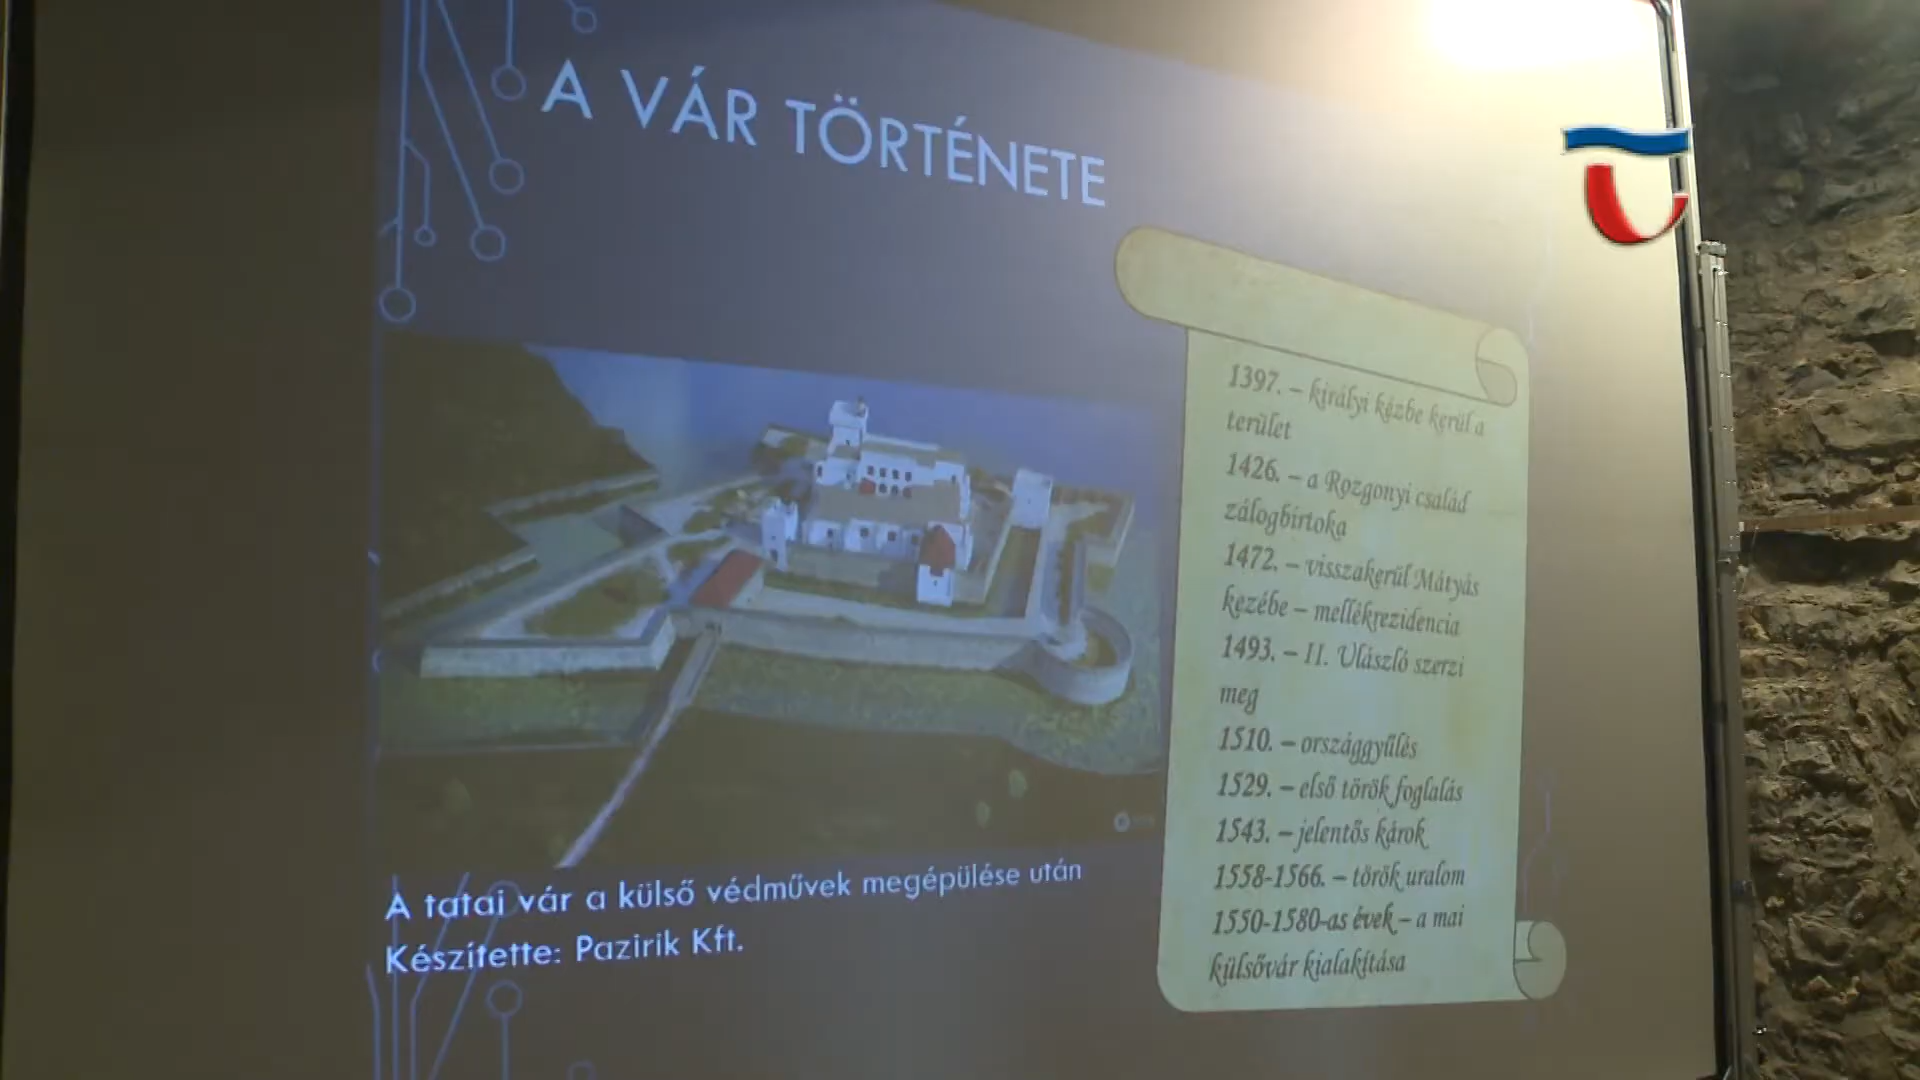 A VÁR TÖRTÉNETE
1397. – királyi kézbe kerül a
terület
1426. – a Rozgonyi család
zálogbirtoka
1472. – visszakerül Mátyás
kezébe – mellékrezidencia
1493. – II. Ulászló szerzi
meg
1510. – országgyűlés
1529. – első török foglalás
1543. – jelentős károk
1558-1566. – török uralom
1550-1580-as évek – a mai
külsővár kialakítása
A tatai vár a külső védművek megépülése után
Készítette: Pazirik Kft.